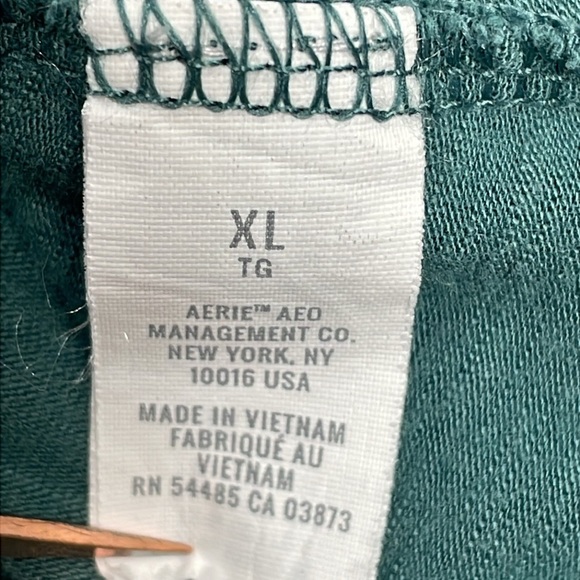 XL
TG
AERIE™ AEO
MANAGEMENT CO.
NEW YORK, NY
10016 USA
MADE IN VIETNAM
FABRIQUÉ AU
VIETNAM
RN 54485 CA 03873